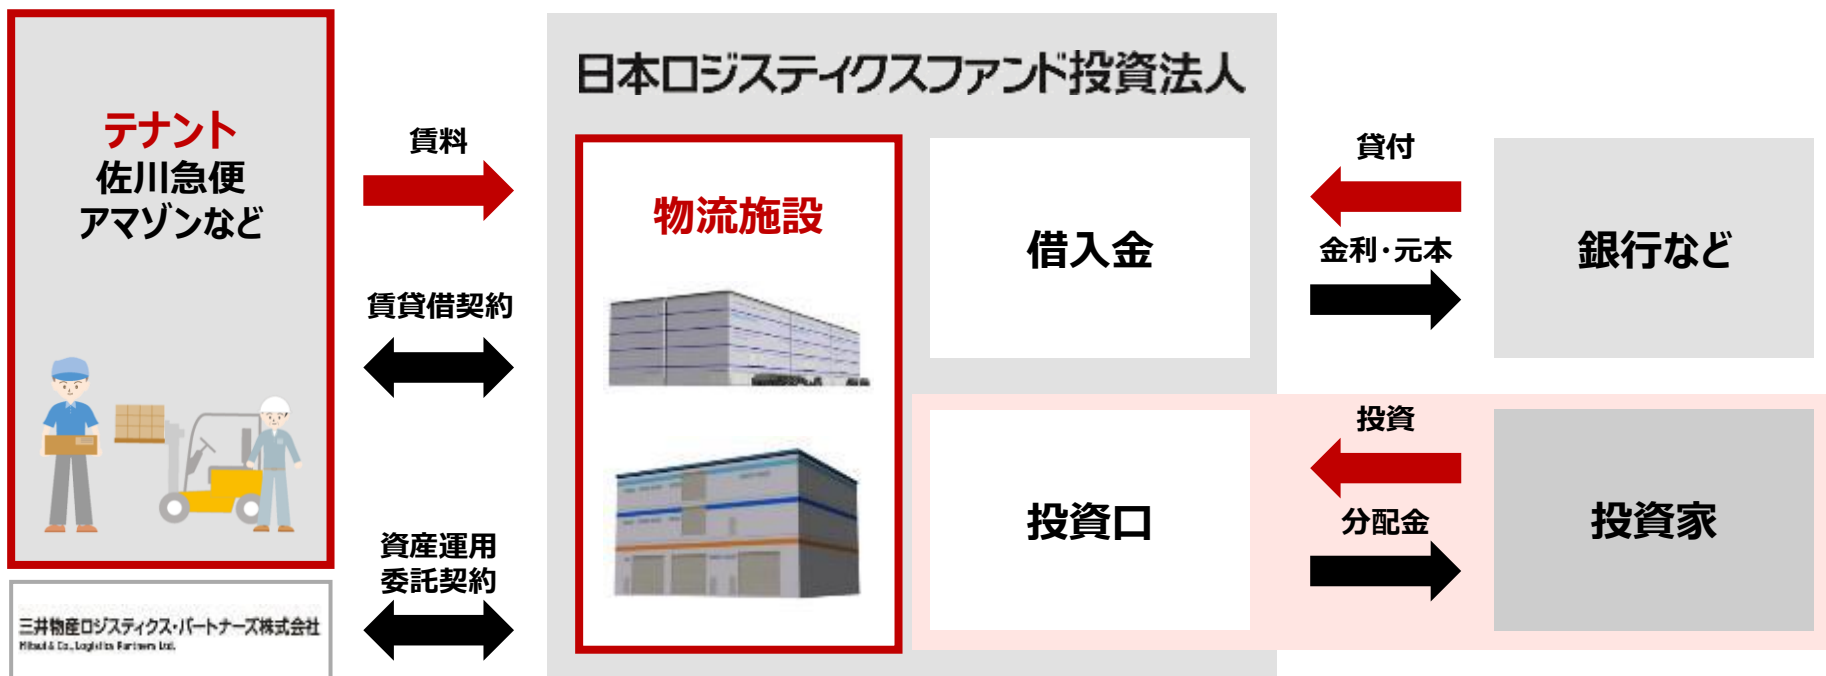 日本ロジスティクスファンド投資法人
テナント
佐川急便
アマゾンなど
賃料
賃貸借契約
資産運用
委託契約
三井物産ロジスティクス・パートナーズ株式会社
Mitsui & Co., Logistics Partners Ltd.
物流施設
借入金
投資口
貸付
金利・元本
銀行など
投資
分配金
投資家